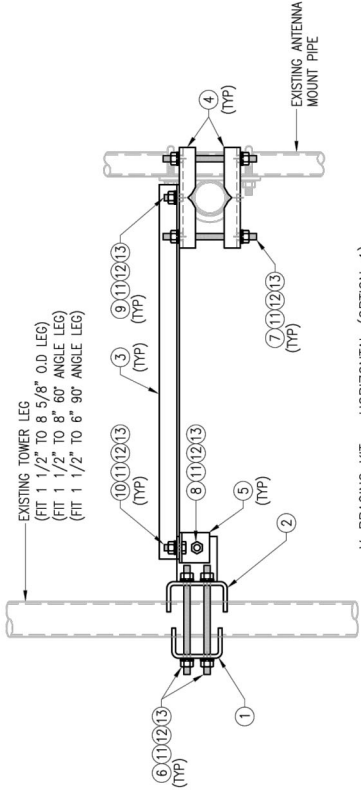 EXISTING TOWER LEG
(FIT 1 1/2" TO 8 5/8" O.D LEG)
(FIT 1 1/2" TO 8" 60° ANGLE LEG)
(FIT 1 1/2" TO 6" 90° ANGLE LEG)
3
(TYP)
9 11 12 13
(TYP)
4
(TYP)
10 11 12 13
(TYP)
8 11 12 13
5
(TYP)
EXISTING ANTENNA
MOUNT PIPE
6 11 12 13
(TYP)
1
2
7 11 12 13
(TYP)
BRACING KIT - HORIZONTAL (OPTION